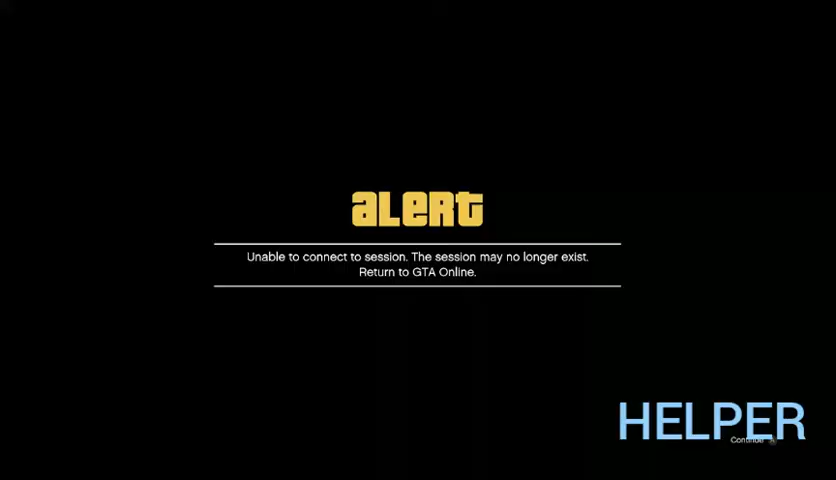 ALERT
Unable to connect to session. The session may no longer exist.
Return to GTA Online.
HELPER
Continue